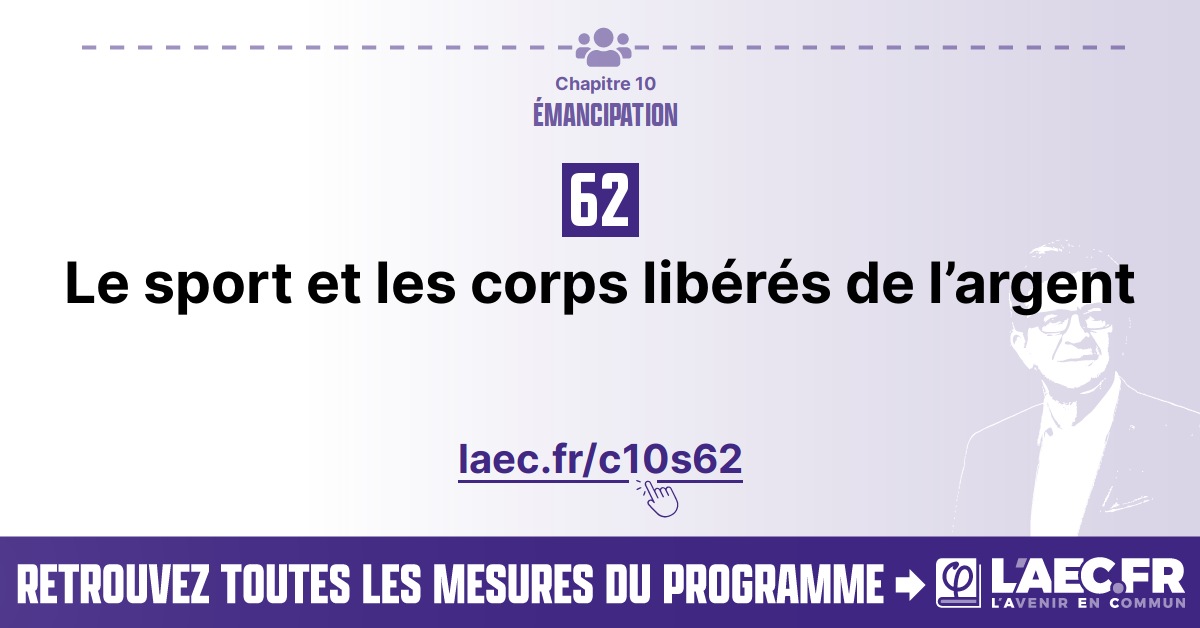 Chapitre 10
ÉMANCIPATION
62
Le sport et les corps libérés de l’argent
laec.fr/c10s62
RETROUVEZ TOUTES LES MESURES DU PROGRAMME
L'AEC.FR
L'AVENIR EN COMMUN